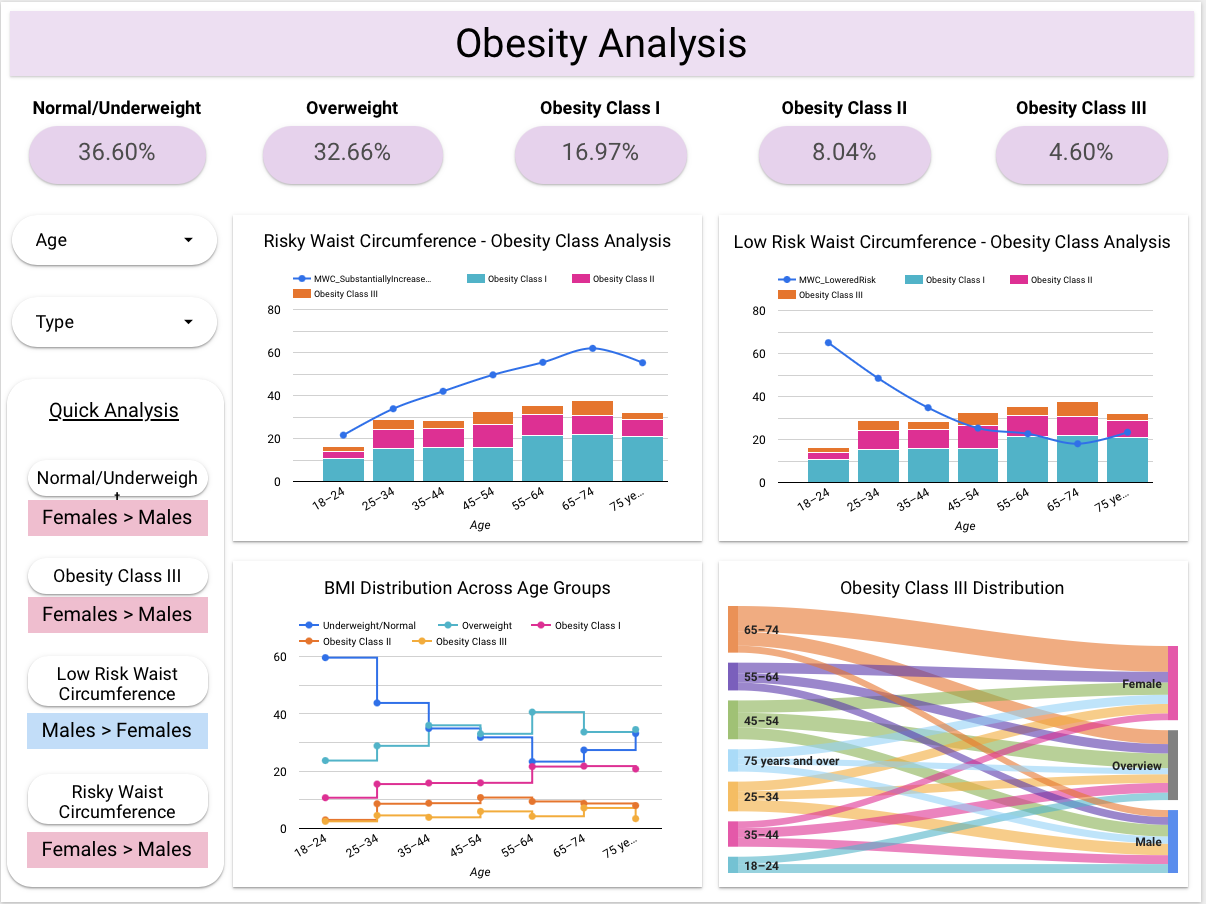 Obesity Analysis
Normal/Underweight
36.60%
Overweight
32.66%
Obesity Class I
16.97%
Obesity Class II
8.04%
Obesity Class III
4.60%
Age
Type
Quick Analysis
Normal/Underweigh
t
Females > Males
Obesity Class III
Females > Males
Low Risk Waist
Circumference
Males > Females
Risky Waist
Circumference
Females > Males
Risky Waist Circumference - Obesity Class Analysis
MWC_SubstantiallyIncrease... Obesity Class I Obesity Class II
Obesity Class III
80
60
40
20
0
18–24 25–34 35–44 45–54 55–64 65–74 75 ye…
Age
Low Risk Waist Circumference - Obesity Class Analysis
MWC_LoweredRisk Obesity Class I Obesity Class II
Obesity Class III
80
60
40
20
0
18–24 25–34 35–44 45–54 55–64 65–74 75 ye…
Age
BMI Distribution Across Age Groups
Underweight/Normal Overweight Obesity Class I
Obesity Class II Obesity Class III
60
40
20
0
18–24 25–34 35–44 45–54 55–64 65–74 75 ye…
Age
Obesity Class III Distribution
65–74
55–64
45–54
75 years and over
25–34
35–44
18–24
Female
Overview
Male